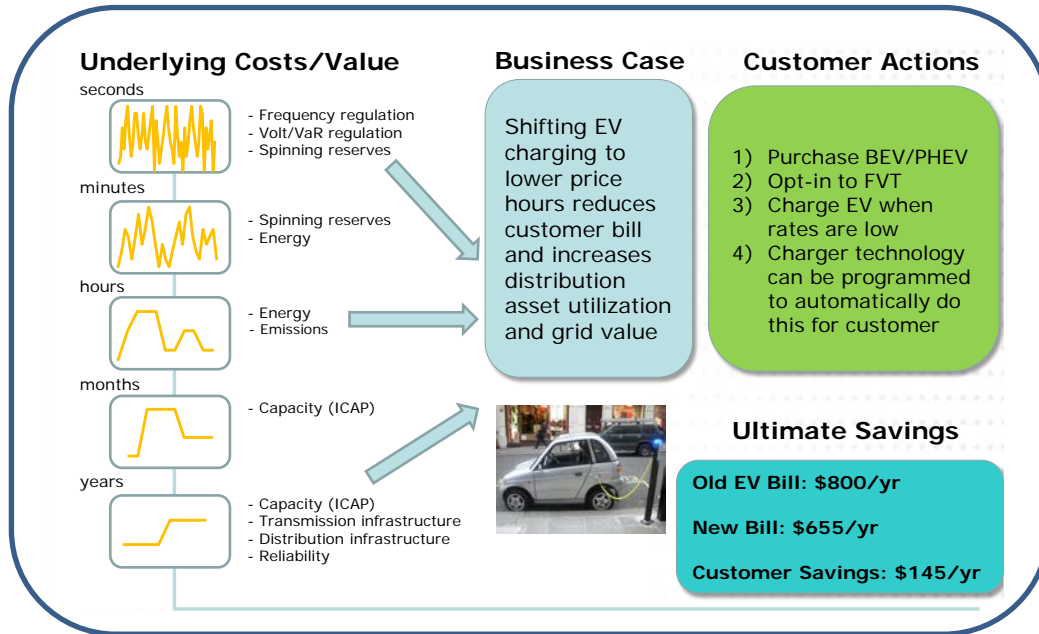 Underlying Costs/Value
seconds
- Frequency regulation
- Volt/VaR regulation
- Spinning reserves
minutes
- Spinning reserves
- Energy
hours
- Energy
- Emissions
months
- Capacity (ICAP)
years
- Capacity (ICAP)
- Transmission infrastructure
- Distribution infrastructure
- Reliability
Business Case
Shifting EV
charging to
lower price
hours reduces
customer bill
and increases
distribution
asset utilization
and grid value
Customer Actions
1) Purchase BEV/PHEV
2) Opt-in to FVT
3) Charge EV when
rates are low
4) Charger technology
can be programmed
to automatically do
this for customer
Ultimate Savings
Old EV Bill: $800/yr
New Bill: $655/yr
Customer Savings: $145/yr